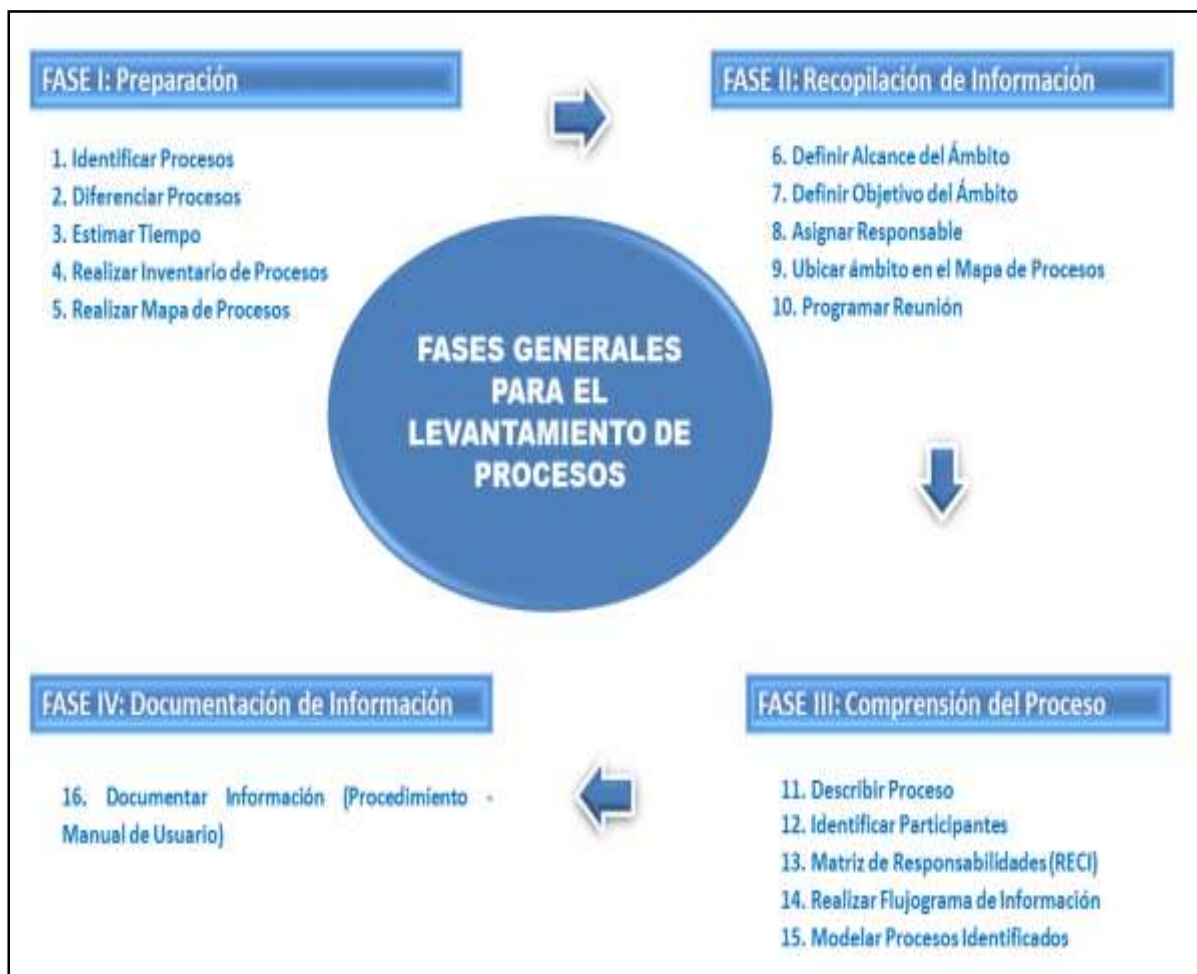 FASE I: Preparación
1. Identificar Procesos
2. Diferenciar Procesos
3. Estimar Tiempo
4. Realizar Inventario de Procesos
5. Realizar Mapa de Procesos
FASE II: Recopilación de Información
6. Definir Alcance del Ámbito
7. Definir Objetivo del Ámbito
8. Asignar Responsable
9. Ubicar ámbito en el Mapa de Procesos
10. Programar Reunión
FASES GENERALES
PARA EL
LEVANTAMIENTO DE
PROCESOS
FASE III: Comprensión del Proceso
11. Describir Proceso
12. Identificar Participantes
13. Matriz de Responsabilidades (RECI)
14. Realizar Flujograma de Información
15. Modelar Procesos Identificados
FASE IV: Documentación de Información
16. Documentar Información (Procedimiento -
Manual de Usuario)